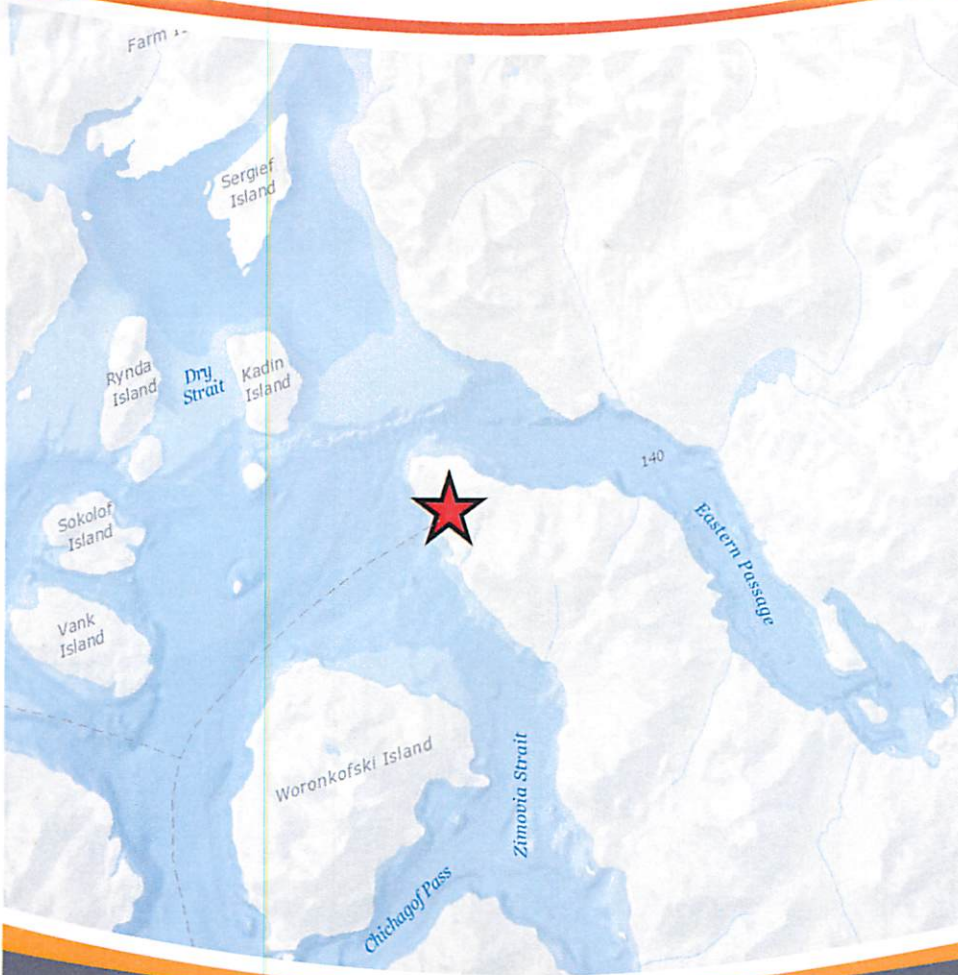 Farm
Sergief
Island
Rynda
Island
Dry
Strait
Kadin
Island
140
Sokolof
Island
Eastern Passage
Vank
Island
Woronkofski Island
Zimovia Strait
Chichagof Pass